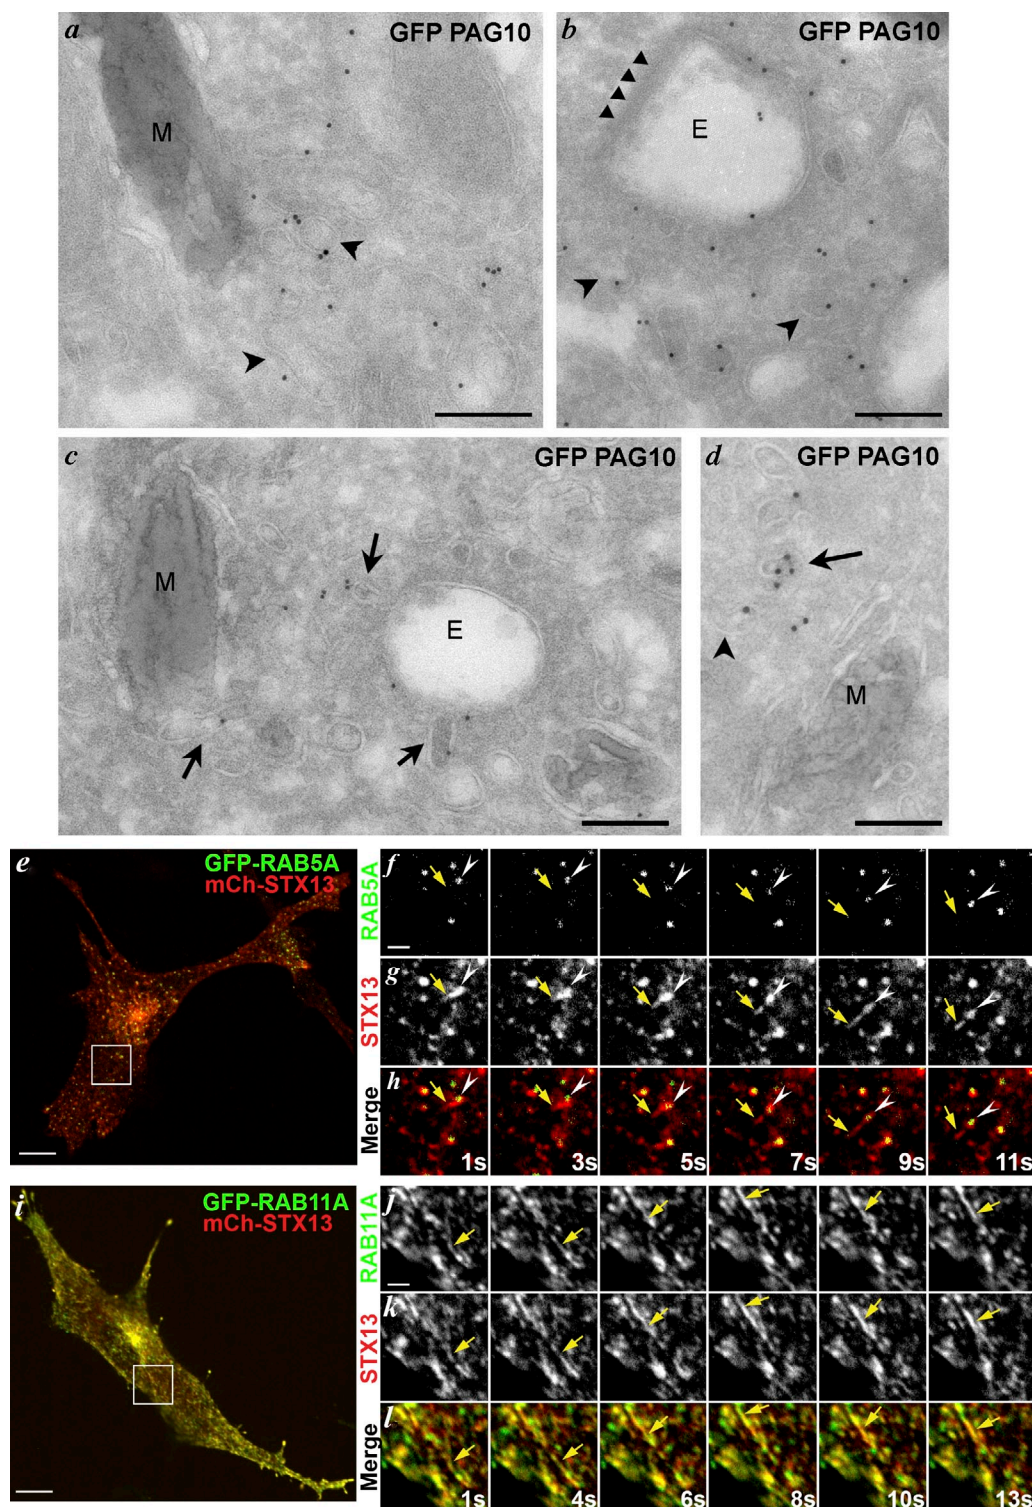 a GFP PAG10
M
b GFP PAG10
E
c GFP PAG10
M
E
d GFP PAG10
M
e GFP-RAB5A
mCh-STX13
f RAB5A
g STX13
h Merge
1s 3s 5s 7s 9s 11s
i GFP-RAB11A
mCh-STX13
j RAB11A
k STX13
l Merge
1s 4s 6s 8s 10s 13s